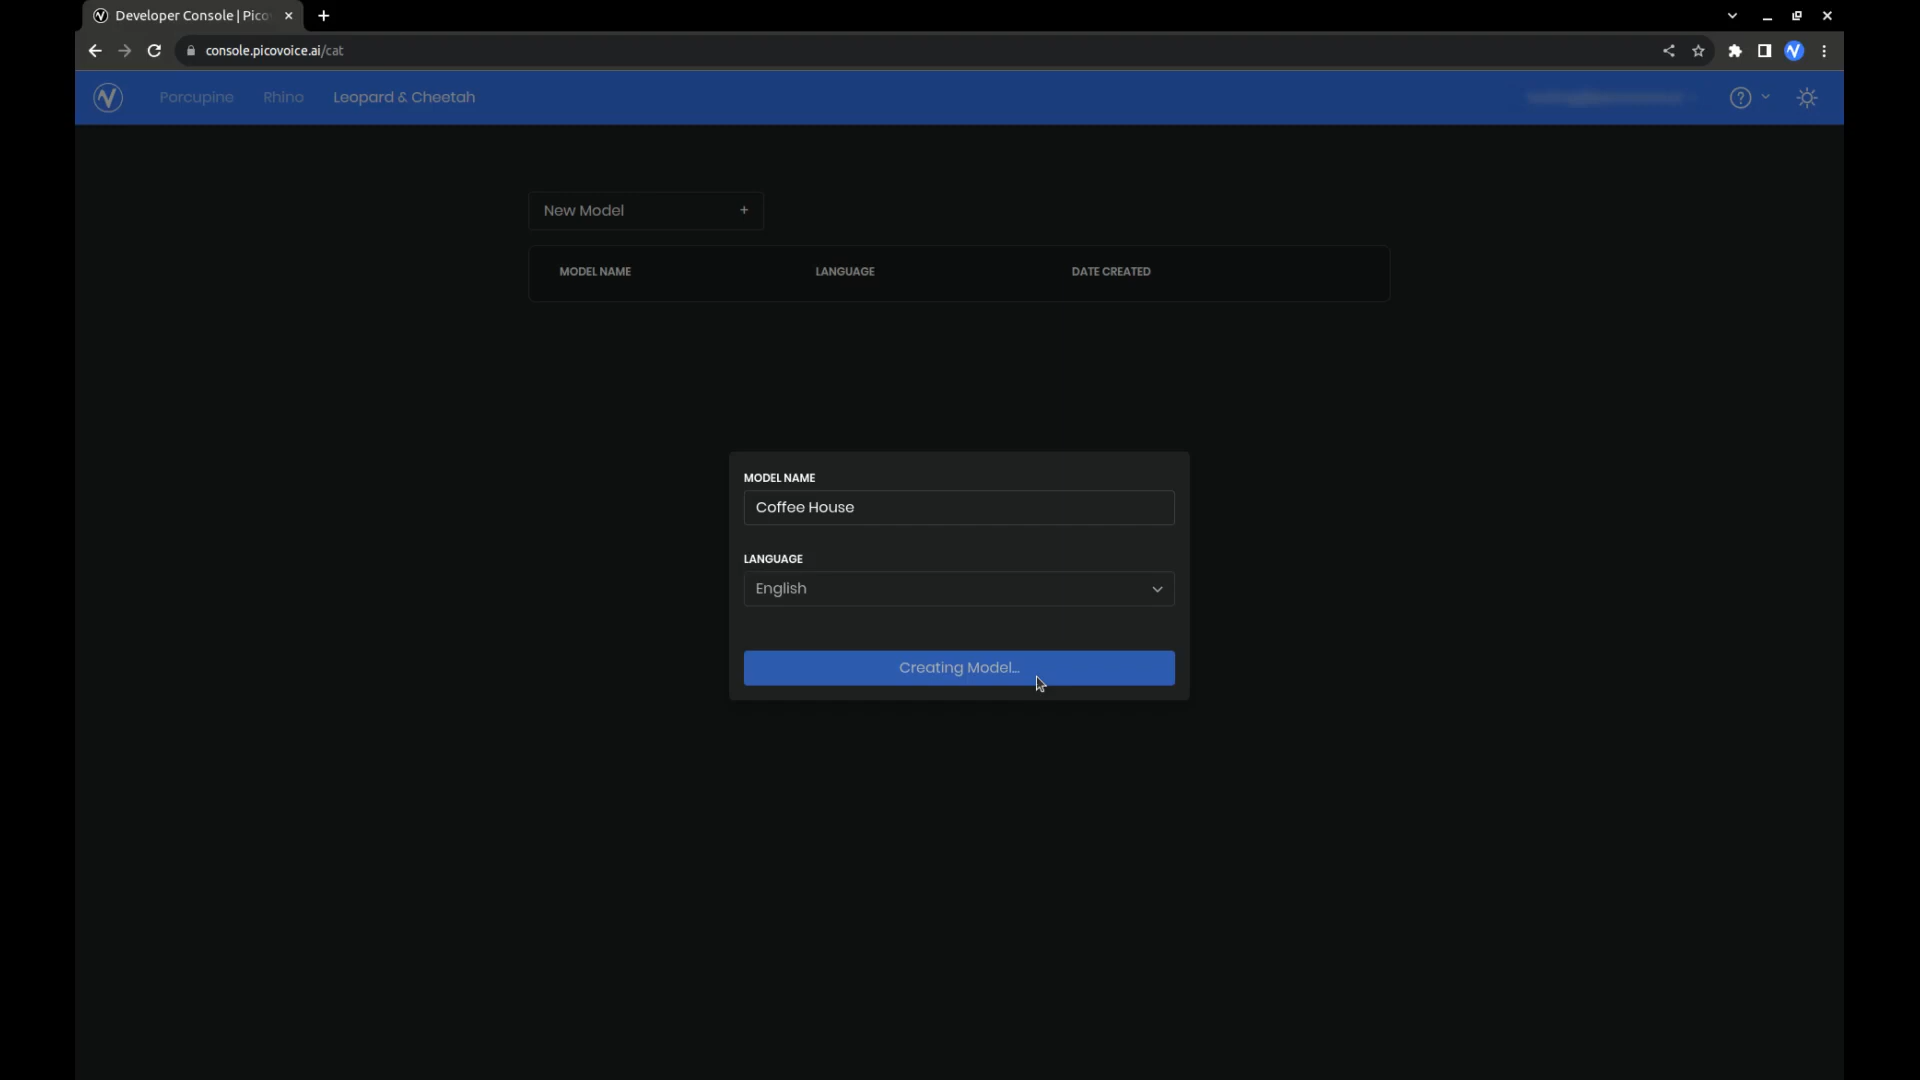 Developer Console | Pico
console.picovoice.ai/cat
Porcupine Rhino Leopard & Cheetah
New Model +
MODEL NAME LANGUAGE DATE CREATED
MODEL NAME
Coffee House
LANGUAGE
English
Creating Model...